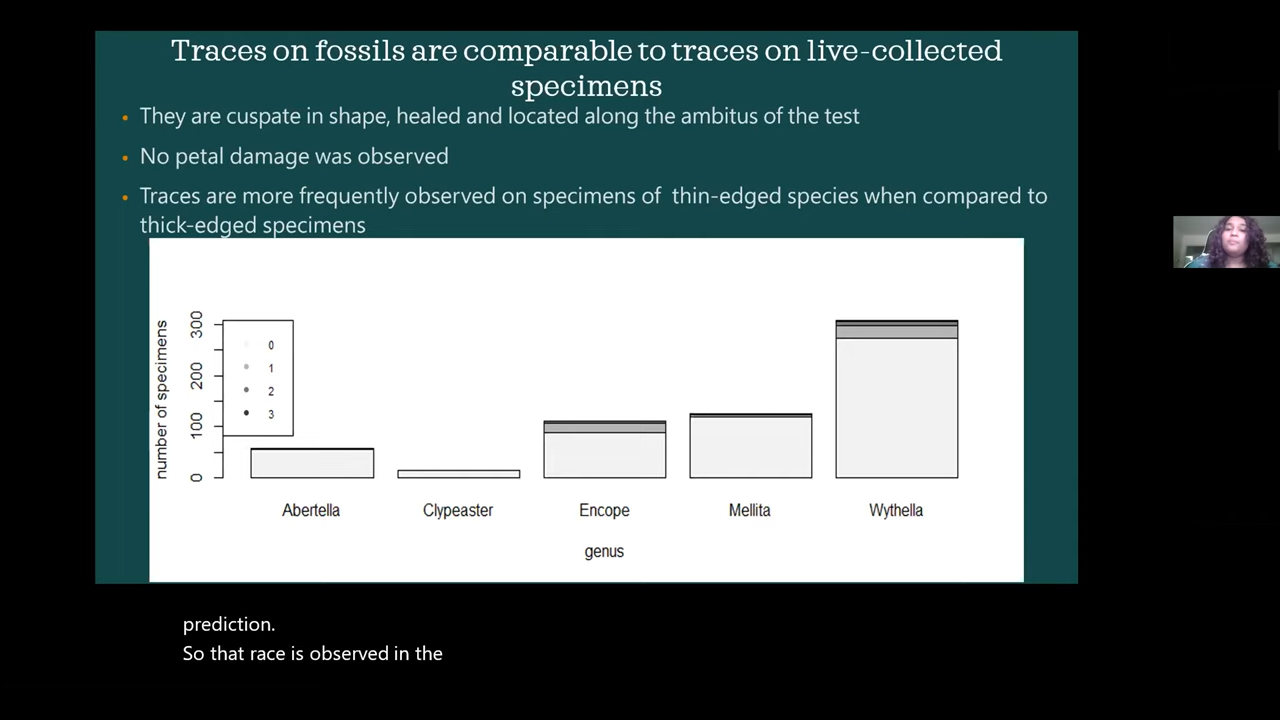 Traces on fossils are comparable to traces on live-collected
specimens
• They are cuspate in shape, healed and located along the ambitus of the test
• No petal damage was observed
• Traces are more frequently observed on specimens of thin-edged species when compared to
thick-edged specimens
number of specimens
300
200
100
0
0
1
2
3
Abertella Clypeaster Encope Mellita Wythella
genus
prediction.
So that race is observed in the